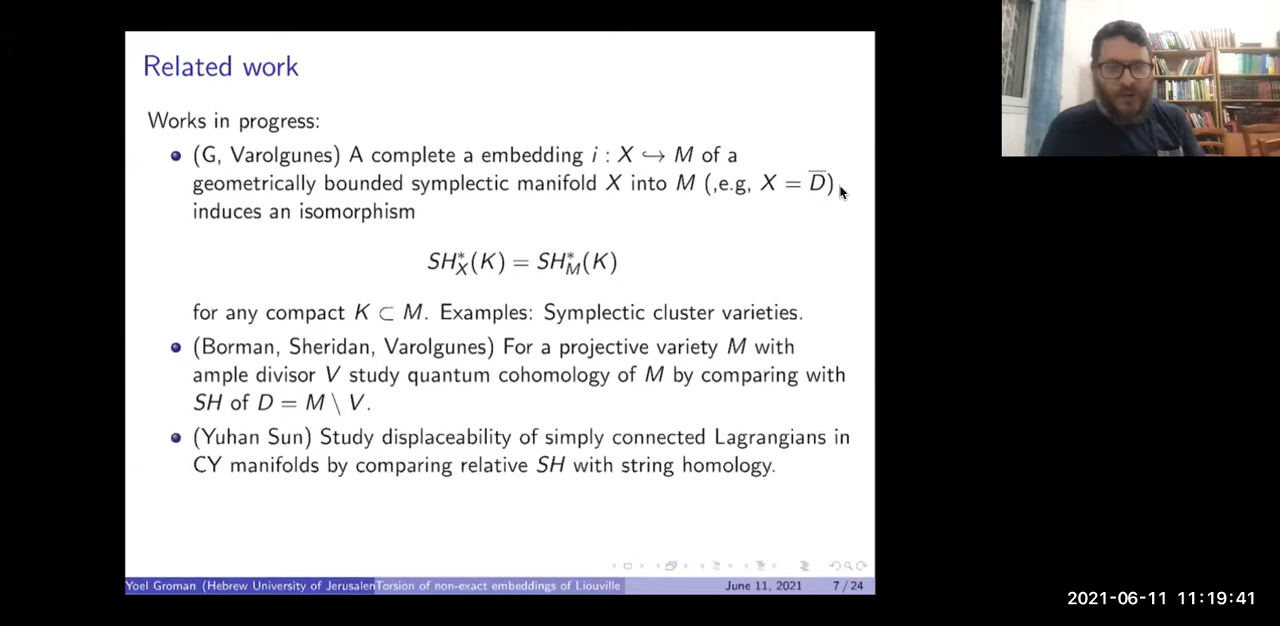 Related work
Works in progress:
(G, Varolgunes) A complete a embedding i : X ↪ M of a
geometrically bounded symplectic manifold X into M (,e.g, X = D̅)
induces an isomorphism
SH*_X(K) = SH*_M(K)
for any compact K ⊂ M. Examples: Symplectic cluster varieties.
(Borman, Sheridan, Varolgunes) For a projective variety M with
ample divisor V study quantum cohomology of M by comparing with
SH of D = M \ V.
(Yuhan Sun) Study displaceability of simply connected Lagrangians in
CY manifolds by comparing relative SH with string homology.
Yoel Groman (Hebrew University of Jerusalen Torsion of non-exact embeddings of Liouville June 11, 2021 7 / 24
2021-06-11 11:19:41